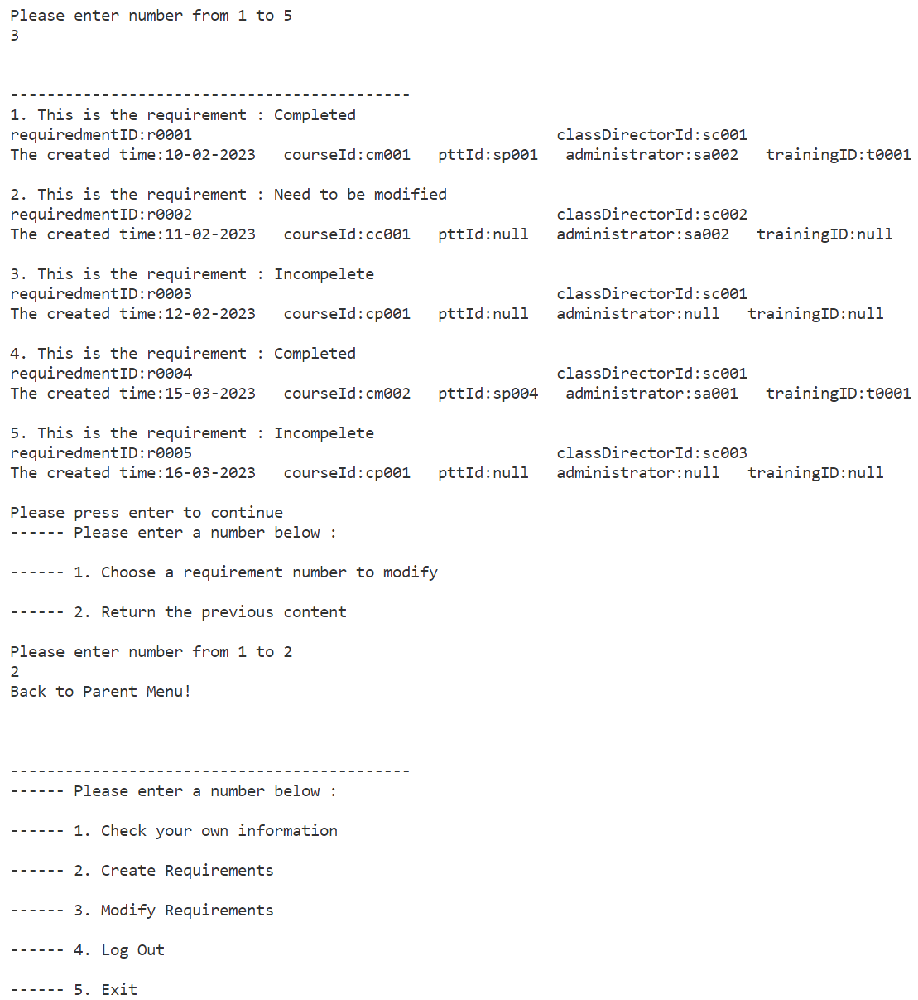 Please enter number from 1 to 5
3
--------------------------------------------
1. This is the requirement : Completed
requiredmentID:r0001                                        classDirectorId:sc001
The created time:10-02-2023   courseId:cm001   pttId:sp001   administrator:sa002   trainingID:t0001
2. This is the requirement : Need to be modified
requiredmentID:r0002                                        classDirectorId:sc002
The created time:11-02-2023   courseId:cc001   pttId:null   administrator:sa002   trainingID:null
3. This is the requirement : Incompelete
requiredmentID:r0003                                        classDirectorId:sc001
The created time:12-02-2023   courseId:cp001   pttId:null   administrator:null   trainingID:null
4. This is the requirement : Completed
requiredmentID:r0004                                        classDirectorId:sc001
The created time:15-03-2023   courseId:cm002   pttId:sp004   administrator:sa001   trainingID:t0001
5. This is the requirement : Incompelete
requiredmentID:r0005                                        classDirectorId:sc003
The created time:16-03-2023   courseId:cp001   pttId:null   administrator:null   trainingID:null
Please press enter to continue
------ Please enter a number below :
------ 1. Choose a requirement number to modify
------ 2. Return the previous content
Please enter number from 1 to 2
2
Back to Parent Menu!
--------------------------------------------
------ Please enter a number below :
------ 1. Check your own information
------ 2. Create Requirements
------ 3. Modify Requirements
------ 4. Log Out
------ 5. Exit